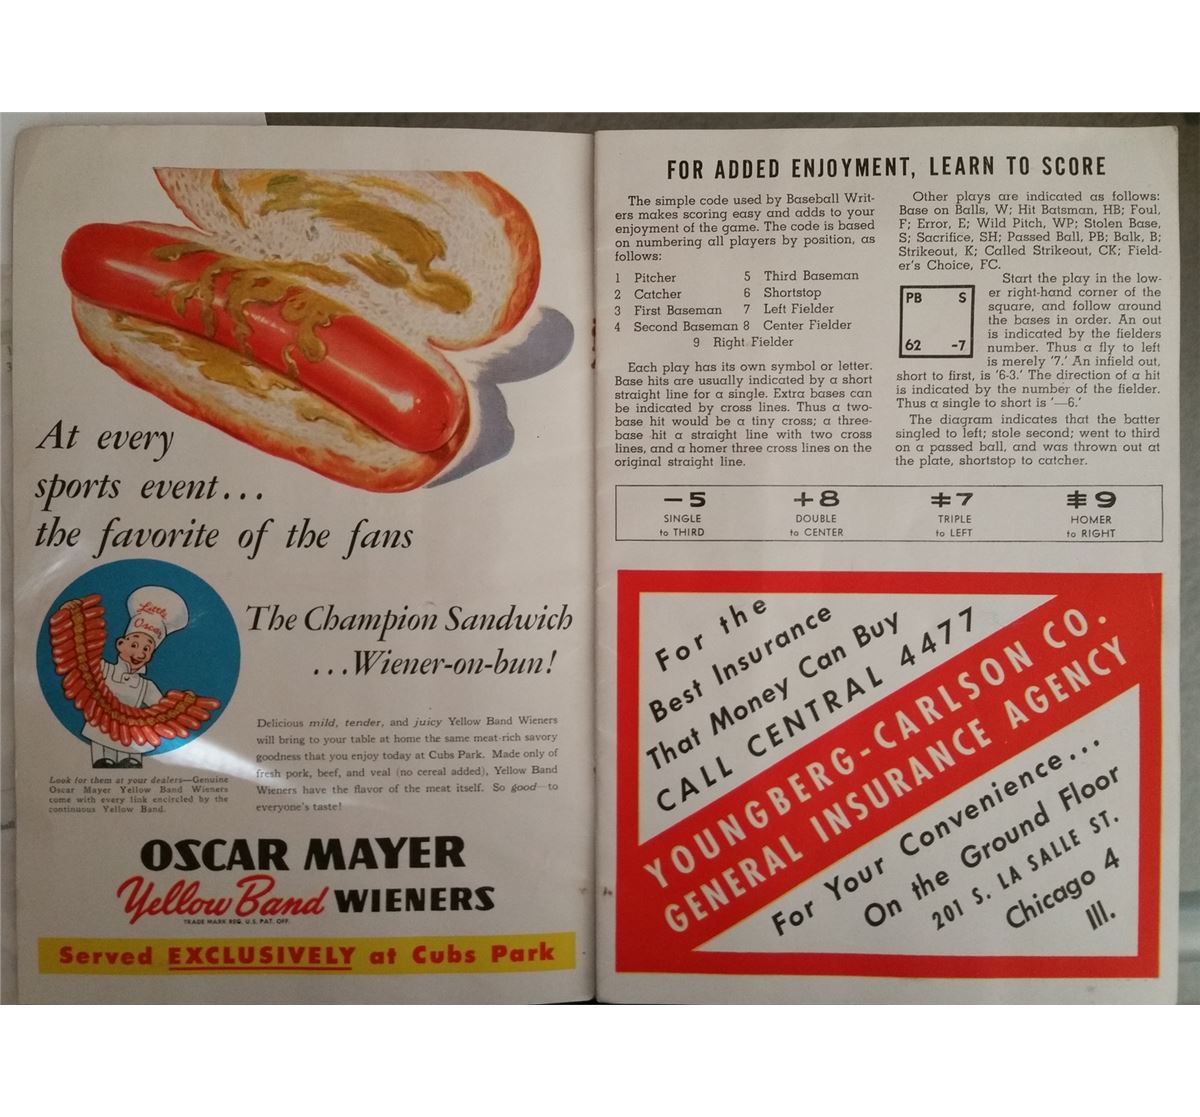 At every
sports event...
the favorite of the fans
Little
Oscar
The Champion Sandwich
...Wiener-on-bun!
Delicious mild, tender, and juicy Yellow Band Wieners
will bring to your table at home the same meat-rich savory
goodness that you enjoy today at Cubs Park. Made only of
fresh pork, beef, and veal (no cereal added), Yellow Band
Wieners have the flavor of the meat itself. So good—to
everyone's taste!
Look for them at your dealers—Genuine
Oscar Mayer Yellow Band Wieners
come with every link encircled by the
continuous Yellow Band.
OSCAR MAYER
Yellow Band WIENERS
TRADE MARK REG. U.S. PAT. OFF.
Served EXCLUSIVELY at Cubs Park
FOR ADDED ENJOYMENT, LEARN TO SCORE
The simple code used by Baseball Writ-
ers makes scoring easy and adds to your
enjoyment of the game. The code is based
on numbering all players by position, as
follows:
1 Pitcher 5 Third Baseman
2 Catcher 6 Shortstop
3 First Baseman 7 Left Fielder
4 Second Baseman 8 Center Fielder
9 Right Fielder
Each play has its own symbol or letter.
Base hits are usually indicated by a short
straight line for a single. Extra bases can
be indicated by cross lines. Thus a two-
base hit would be a tiny cross; a three-
base hit a straight line with two cross
lines, and a homer three cross lines on the
original straight line.
Other plays are indicated as follows:
Base on Balls, W; Hit Batsman, HB; Foul,
F; Error, E; Wild Pitch, WP; Stolen Base,
S; Sacrifice, SH; Passed Ball, PB; Balk, B;
Strikeout, K; Called Strikeout, CK; Field-
er's Choice, FC.
PB S
62 -7
Start the play in the low-
er right-hand corner of the
square, and follow around
the bases in order. An out
is indicated by the fielders
number. Thus a fly to left
is merely '7.' An infield out,
short to first, is '6-3.' The direction of a hit
is indicated by the number of the fielder.
Thus a single to short is '—6.'
The diagram indicates that the batter
singled to left; stole second; went to third
on a passed ball, and was thrown out at
the plate, shortstop to catcher.
—5 +8 ‡7 ⧻9
SINGLE DOUBLE TRIPLE HOMER
to THIRD to CENTER to LEFT to RIGHT
For the
Best Insurance
That Money Can Buy
CALL CENTRAL 4477
YOUNGBERG-CARLSON CO.
GENERAL INSURANCE AGENCY
For Your Convenience...
On the Ground Floor
201 S. LA SALLE ST.
Chicago 4
Ill.